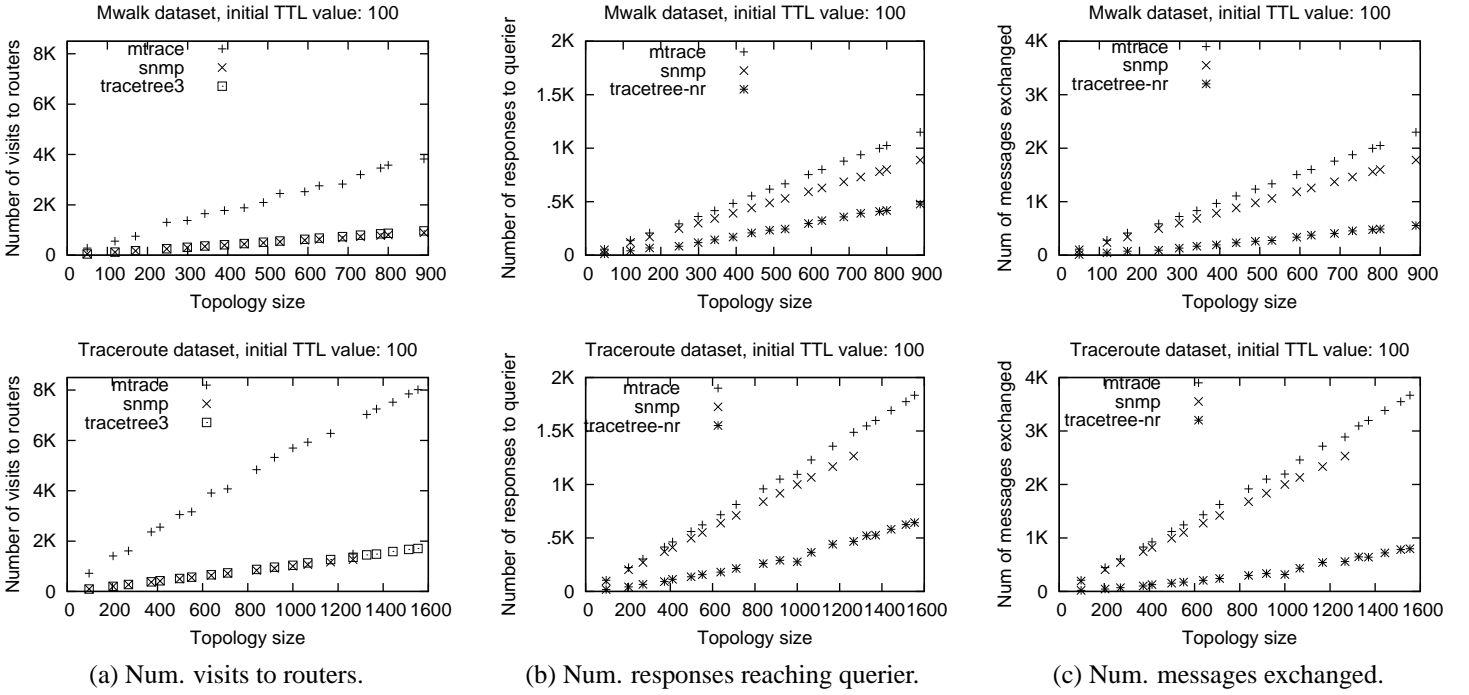 Mwalk dataset, initial TTL value: 100
Number of visits to routers
8K
6K
4K
2K
0
mtrace
snmp
tracetree3
0 100 200 300 400 500 600 700 800 900
Topology size
Mwalk dataset, initial TTL value: 100
Number of responses to querier
2K
1.5K
1K
.5K
0
mtrace
snmp
tracetree-nr
0 100 200 300 400 500 600 700 800 900
Topology size
Mwalk dataset, initial TTL value: 100
Num of messages exchanged
4K
3K
2K
1K
0
mtrace
snmp
tracetree-nr
0 100 200 300 400 500 600 700 800 900
Topology size
Traceroute dataset, initial TTL value: 100
Number of visits to routers
8K
6K
4K
2K
0
mtrace
snmp
tracetree3
0 200 400 600 800 1000 1200 1400 1600
Topology size
Traceroute dataset, initial TTL value: 100
Number of responses to querier
2K
1.5K
1K
.5K
0
mtrace
snmp
tracetree-nr
0 200 400 600 800 1000 1200 1400 1600
Topology size
Traceroute dataset, initial TTL value: 100
Num of messages exchanged
4K
3K
2K
1K
0
mtrace
snmp
tracetree-nr
0 200 400 600 800 1000 1200 1400 1600
Topology size
(a) Num. visits to routers.
(b) Num. responses reaching querier.
(c) Num. messages exchanged.